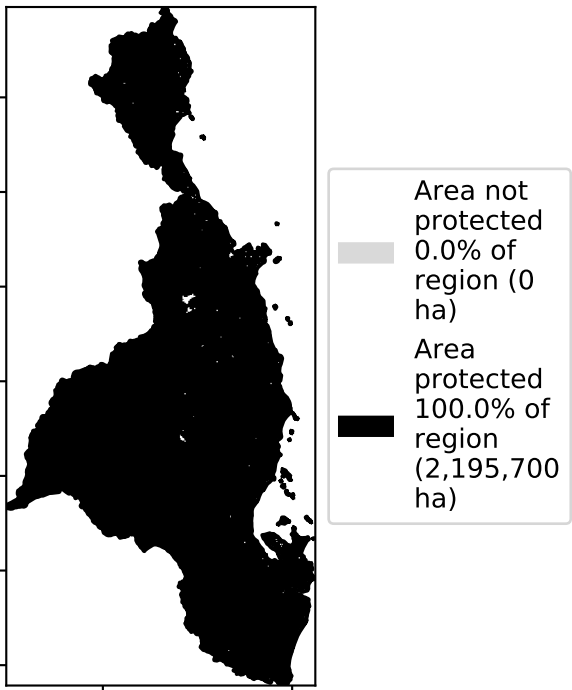 Area not
protected
0.0% of
region (0
ha)
Area
protected
100.0% of
region
(2,195,700
ha)